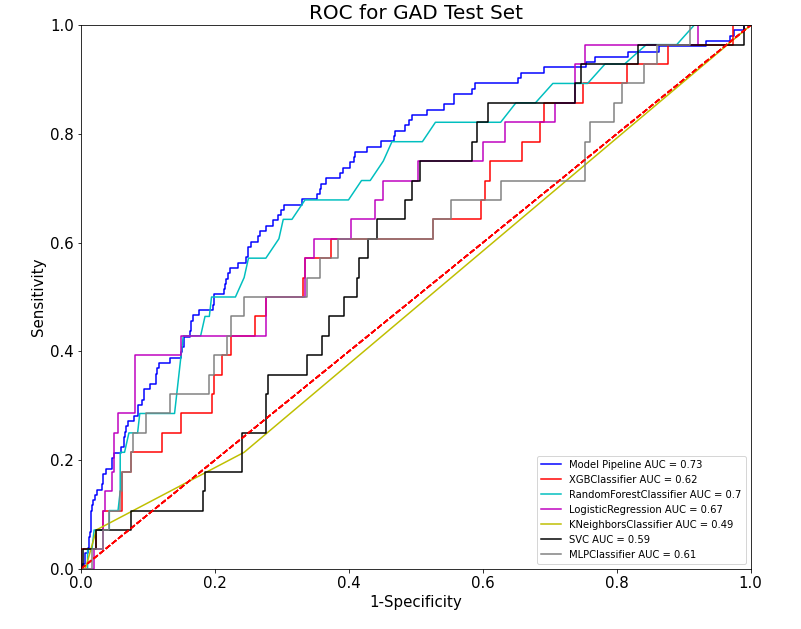 ROC for GAD Test Set
1.0
0.8
0.6
0.4
0.2
0.0
Sensitivity
Model Pipeline AUC = 0.73
XGBClassifier AUC = 0.62
RandomForestClassifier AUC = 0.7
LogisticRegression AUC = 0.67
KNeighborsClassifier AUC = 0.49
SVC AUC = 0.59
MLPClassifier AUC = 0.61
0.0 0.2 0.4 0.6 0.8 1.0
1-Specificity